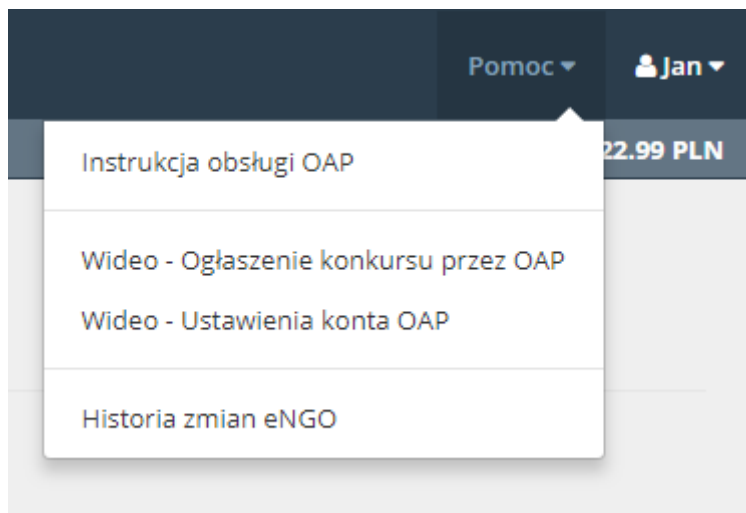 Pomoc Jan
22.99 PLN
Instrukcja obsługi OAP
Wideo - Ogłaszenie konkursu przez OAP
Wideo - Ustawienia konta OAP
Historia zmian eNGO